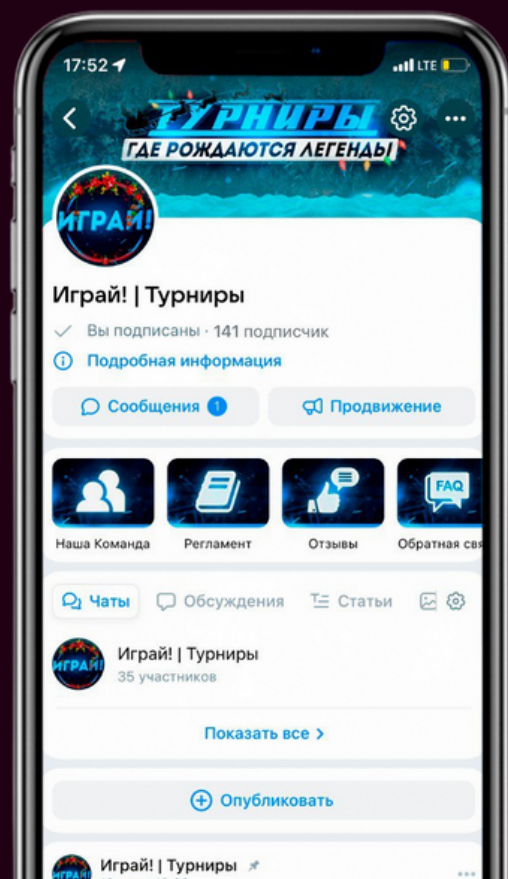 17:52
LTE
ТУРНИРЫ
ГДЕ РОЖДАЮТСЯ ЛЕГЕНДЫ
ИГРАЙ!
Играй! | Турниры
Вы подписаны · 141 подписчик
Подробная информация
Сообщения 1
Продвижение
FAQ
Наша Команда
Регламент
Отзывы
Обратная свя
Чаты
Обсуждения
Статьи
ИГРАЙ!
Играй! | Турниры
35 участников
Показать все
Опубликовать
ИГРАЙ!
Играй! | Турниры